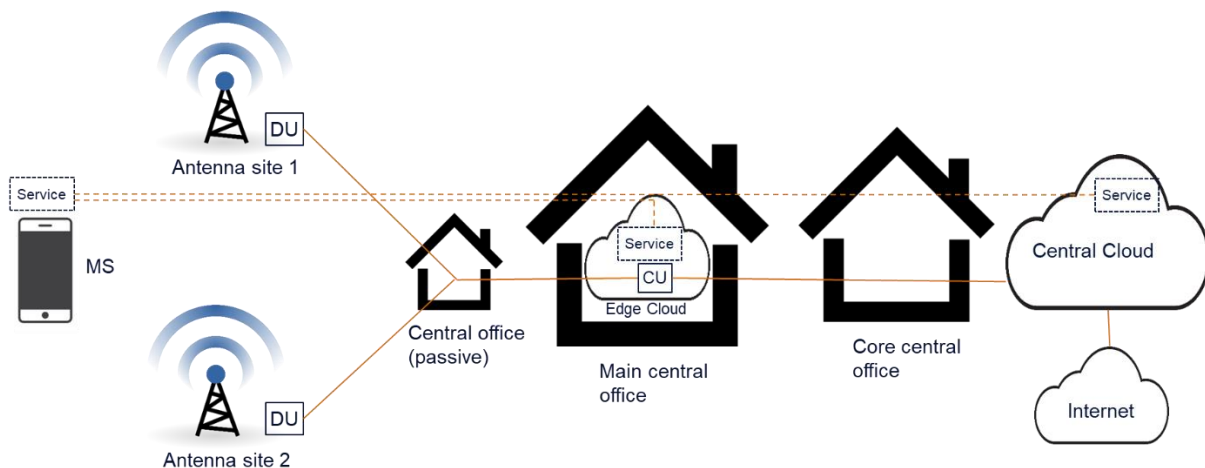 DU
Antenna site 1
Service
MS
Service
CU
Edge Cloud
Service
Central Cloud
Central office
(passive)
Main central
office
Core central
office
Internet
DU
Antenna site 2